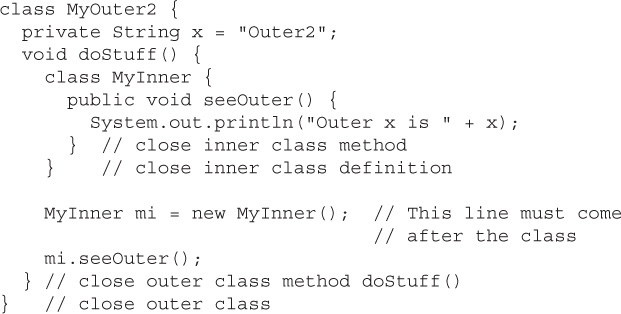 class MyOuter2 {
  private String x = "Outer2";
  void doStuff() {
    class MyInner {
      public void seeOuter() {
        System.out.println("Outer x is " + x);
      }  // close inner class method
    }    // close inner class definition

    MyInner mi = new MyInner();  // This line must come
                                 // after the class
    mi.seeOuter();
  } // close outer class method doStuff()
}   // close outer class